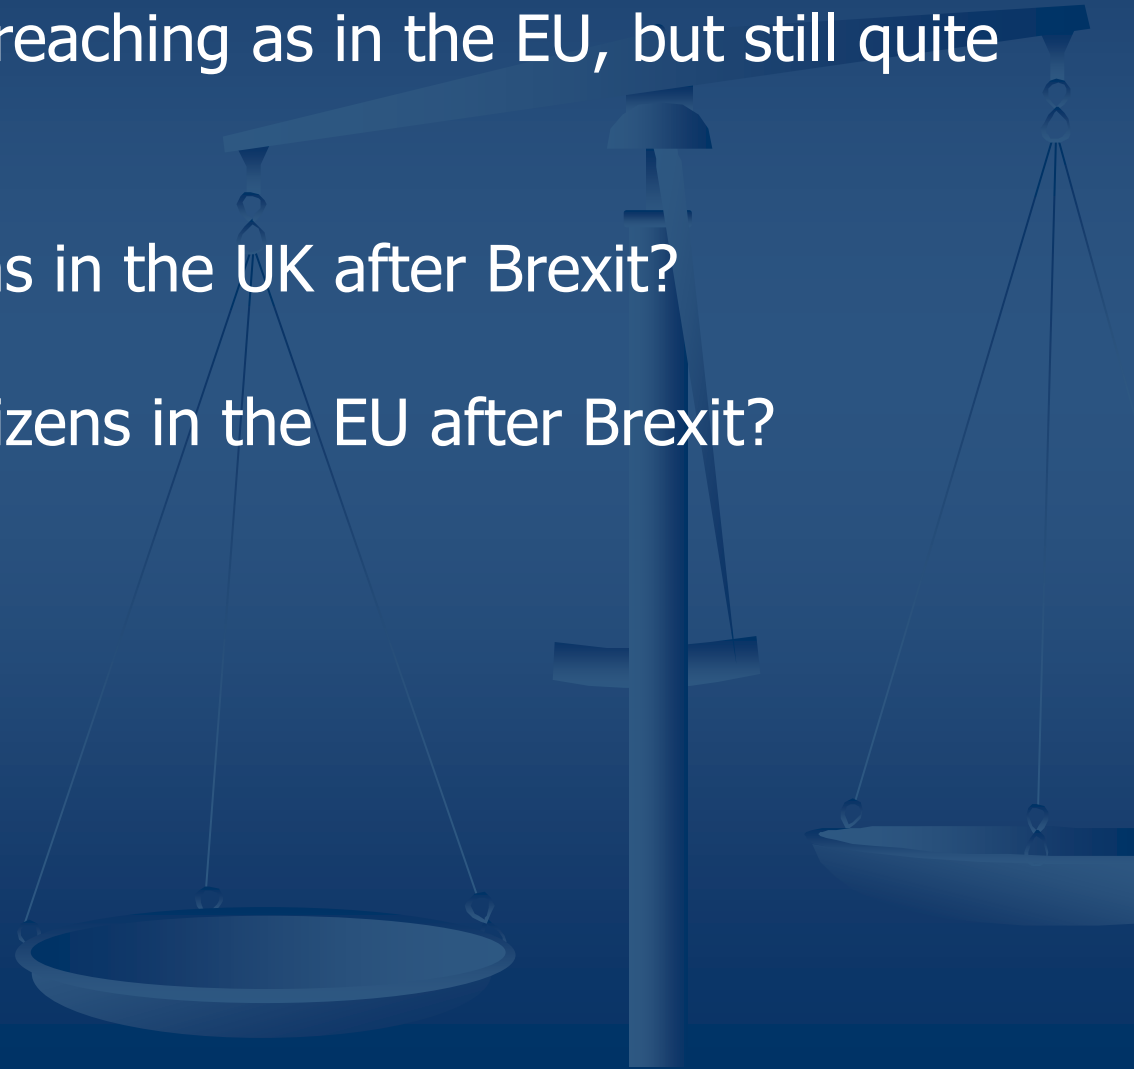 reaching as in the EU, but still quite
s in the UK after Brexit?
izens in the EU after Brexit?